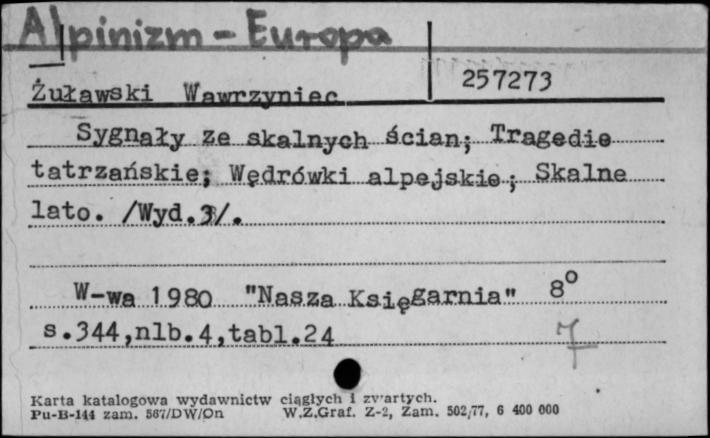 Alpinizm - Europa
Żuławski Wawrzyniec
257273
Sygnały ze skalnych ścian; Tragedie
tatrzańskie; Wędrówki alpejskie; Skalne
lato. /Wyd.3/.
W-wa 1980 "Nasza Księgarnia" 8°
s.344,nlb.4,tabl.24
Karta katalogowa wydawnictw ciągłych i zwartych.
Pu-B-144 zam. 567/DW/On W.Z.Graf. Z-2, Zam. 502/77, 6 400 000